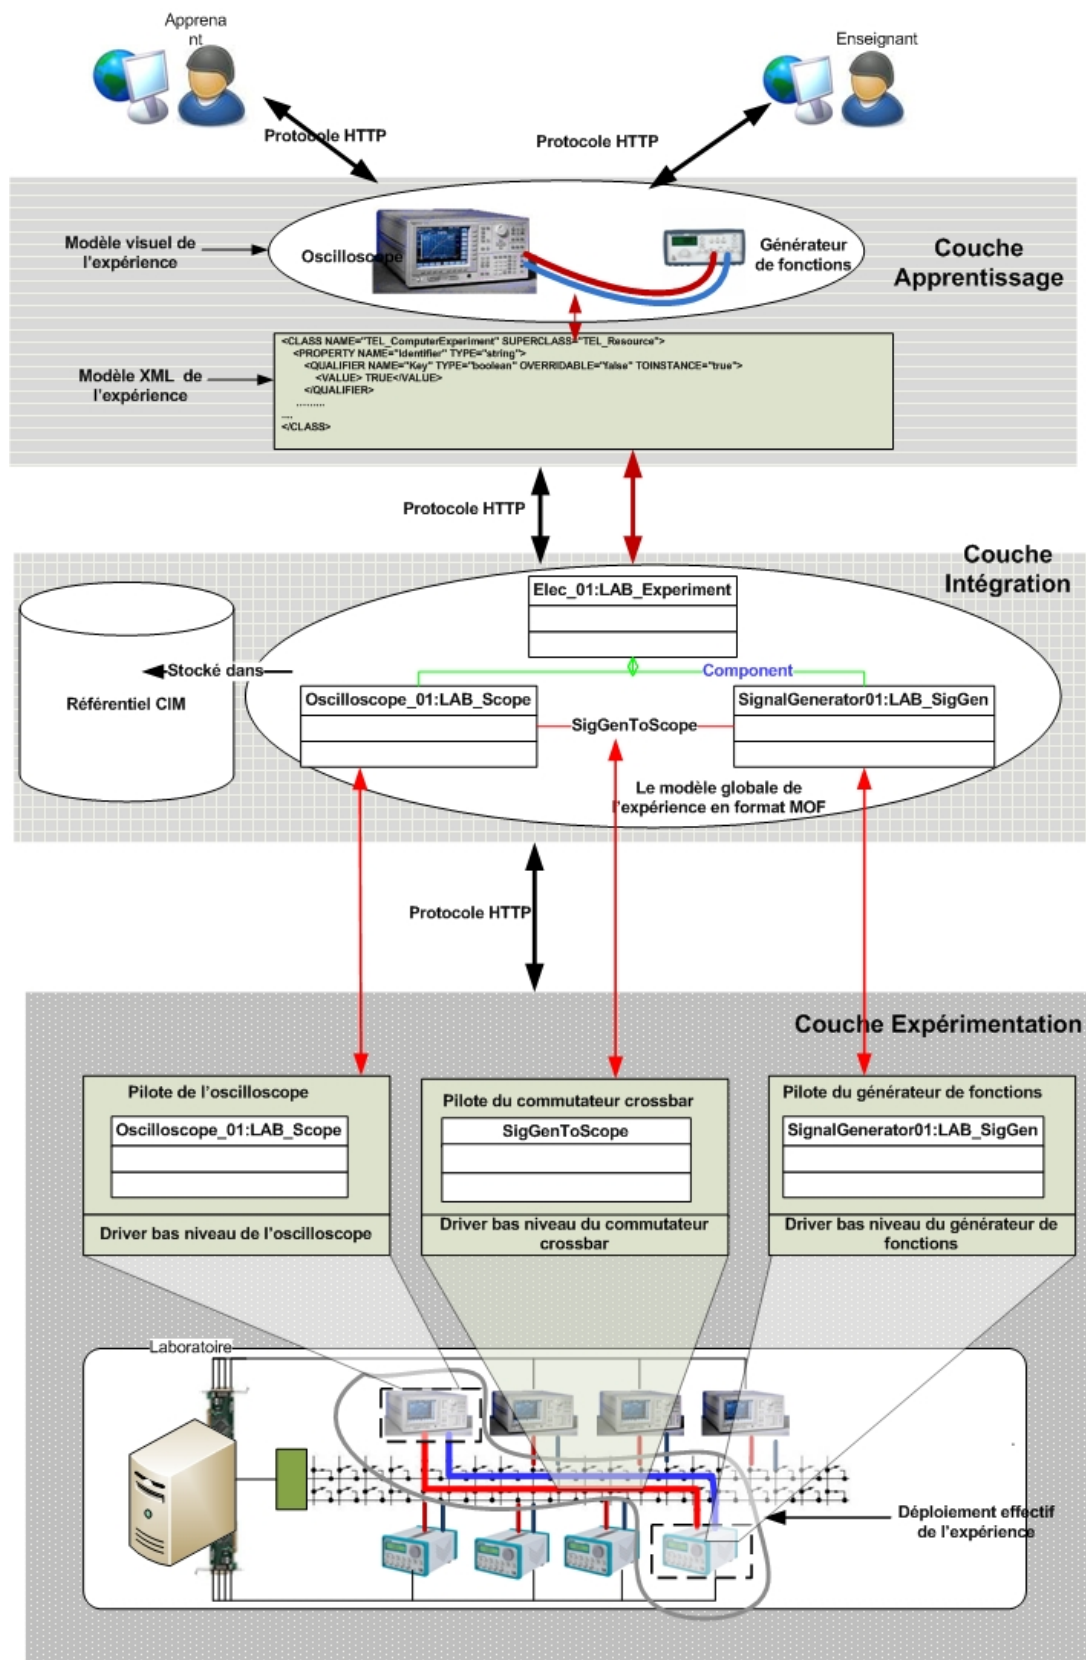 Apprena
nt
Enseignant
Protocole HTTP
Protocole HTTP
Modèle visuel de
l'expérience
Oscilloscope
Générateur
de fonctions
Couche
Apprentissage
Modèle XML de
l'expérience
<CLASS NAME="TEL_ComputerExperiment" SUPERCLASS="TEL_Resource">
<PROPERTY NAME="Identifier" TYPE="string">
<QUALIFIER NAME="Key" TYPE="boolean" OVERRIDABLE="false" TOINSTANCE="true">
<VALUE> TRUE</VALUE>
</QUALIFIER>
..........
....
</CLASS>
Protocole HTTP
Couche
Intégration
Elec_01:LAB_Experiment
Stocké dans
Component
Référentiel CIM
Oscilloscope_01:LAB_Scope
SignalGenerator01:LAB_SigGen
SigGenToScope
Le modèle globale de
l'expérience en format MOF
Protocole HTTP
Couche Expérimentation
Pilote de l'oscilloscope
Oscilloscope_01:LAB_Scope
Driver bas niveau de l'oscilloscope
Pilote du commutateur crossbar
SigGenToScope
Driver bas niveau du commutateur
crossbar
Pilote du générateur de fonctions
SignalGenerator01:LAB_SigGen
Driver bas niveau du générateur de
fonctions
Laboratoire
Déploiement effectif
de l'expérience